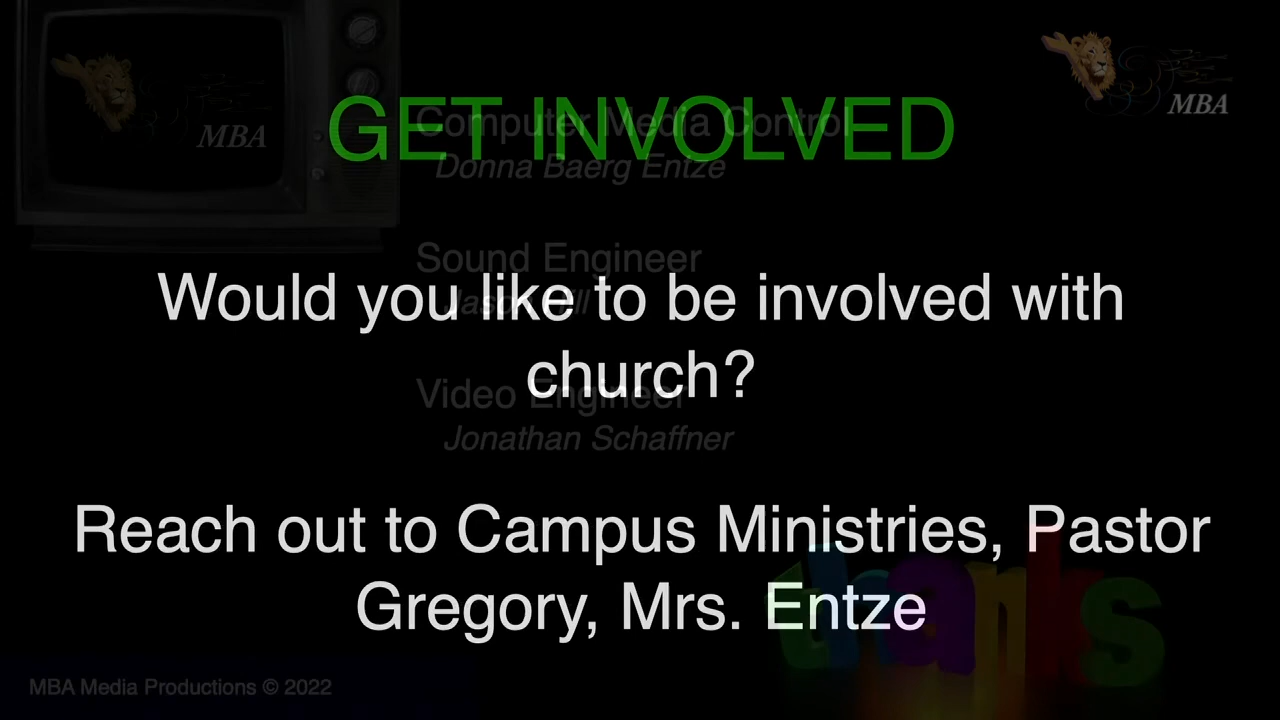 MBA
MBA
GET INVOLVED
Computer Media Control
Donna Baerg Entze
Sound Engineer
Would you like to be involved with
church?
Video Engineer
Jonathan Schaffner
Reach out to Campus Ministries, Pastor
Gregory, Mrs. Entze
thanks
MBA Media Productions © 2022